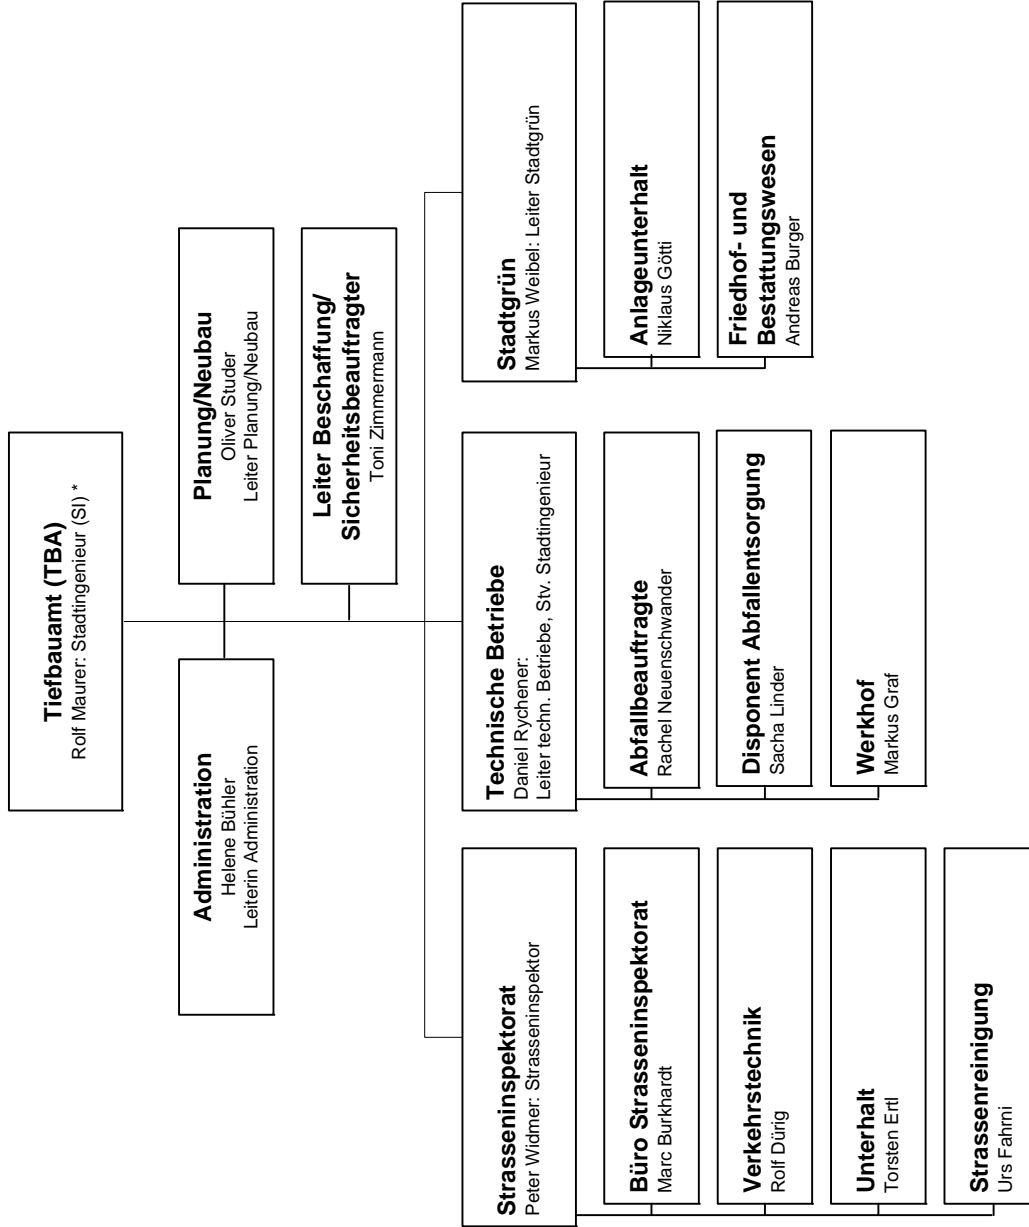 Tiefbauamt (TBA)
Rolf Maurer: Stadtingenieur (SI) *
Administration
Helene Bühler
Leiterin Administration
Planung/Neubau
Oliver Studer
Leiter Planung/Neubau
Leiter Beschaffung/
Sicherheitsbeauftragter
Toni Zimmermann
Strasseninspektorat
Peter Widmer: Strasseninspektor
Büro Strasseninspektorat
Marc Burkhardt
Verkehrstechnik
Rolf Dürig
Unterhalt
Torsten Ertl
Strassenreinigung
Urs Fahrni
Technische Betriebe
Daniel Rychener:
Leiter techn. Betriebe, Stv. Stadtingenieur
Abfallbeauftragte
Rachel Neuenschwander
Disponent Abfallentsorgung
Sacha Linder
Werkhof
Markus Graf
Stadtgrün
Markus Weibel: Leiter Stadtgrün
Anlageunterhalt
Niklaus Götti
Friedhof- und
Bestattungswesen
Andreas Burger